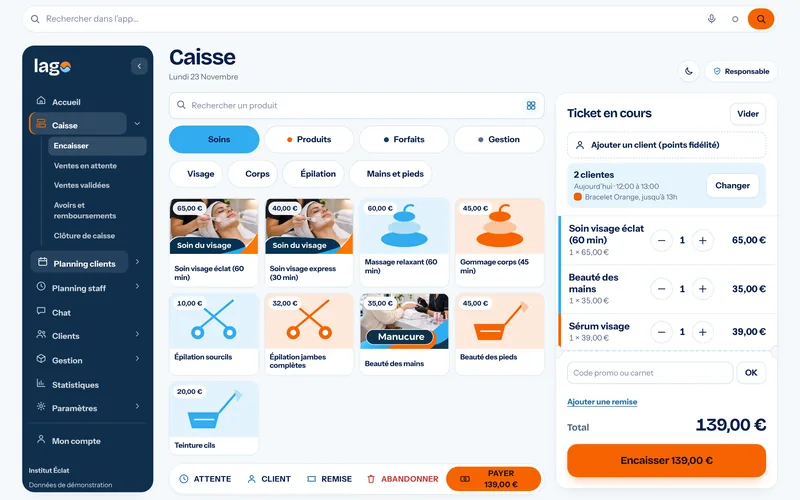 Rechercher dans l'app...
lago
Accueil
Caisse
Encaisser
Ventes en attente
Ventes validées
Avoirs et
remboursements
Clôture de caisse
Planning clients
Planning staff
Chat
Clients
Gestion
Statistiques
Paramètres
Mon compte
Institut Éclat
Données de démonstration
Caisse
Lundi 23 Novembre
Responsable
Rechercher un produit
Soins
Produits
Forfaits
Gestion
Visage
Corps
Épilation
Mains et pieds
65,00 €
Soin du visage
Soin visage éclat (60
min)
40,00 €
Soin du visage
Soin visage express
(30 min)
60,00 €
Massage relaxant (60
min)
45,00 €
Gommage corps (45
min)
10,00 €
Épilation sourcils
32,00 €
Épilation jambes
complètes
35,00 €
Manucure
Beauté des mains
45,00 €
Beauté des pieds
20,00 €
Teinture cils
ATTENTE
CLIENT
REMISE
ABANDONNER
PAYER
139,00 €
Ticket en cours
Vider
Ajouter un client (points fidélité)
2 clientes
Aujourd'hui · 12:00 à 13:00
Bracelet Orange, jusqu'à 13h
Changer
Soin visage éclat
(60 min)
1 × 65,00 €
1
65,00 €
Beauté des
mains
1 × 35,00 €
1
35,00 €
Sérum visage
1 × 39,00 €
1
39,00 €
Code promo ou carnet
OK
Ajouter une remise
Total
139,00 €
Encaisser 139,00 €